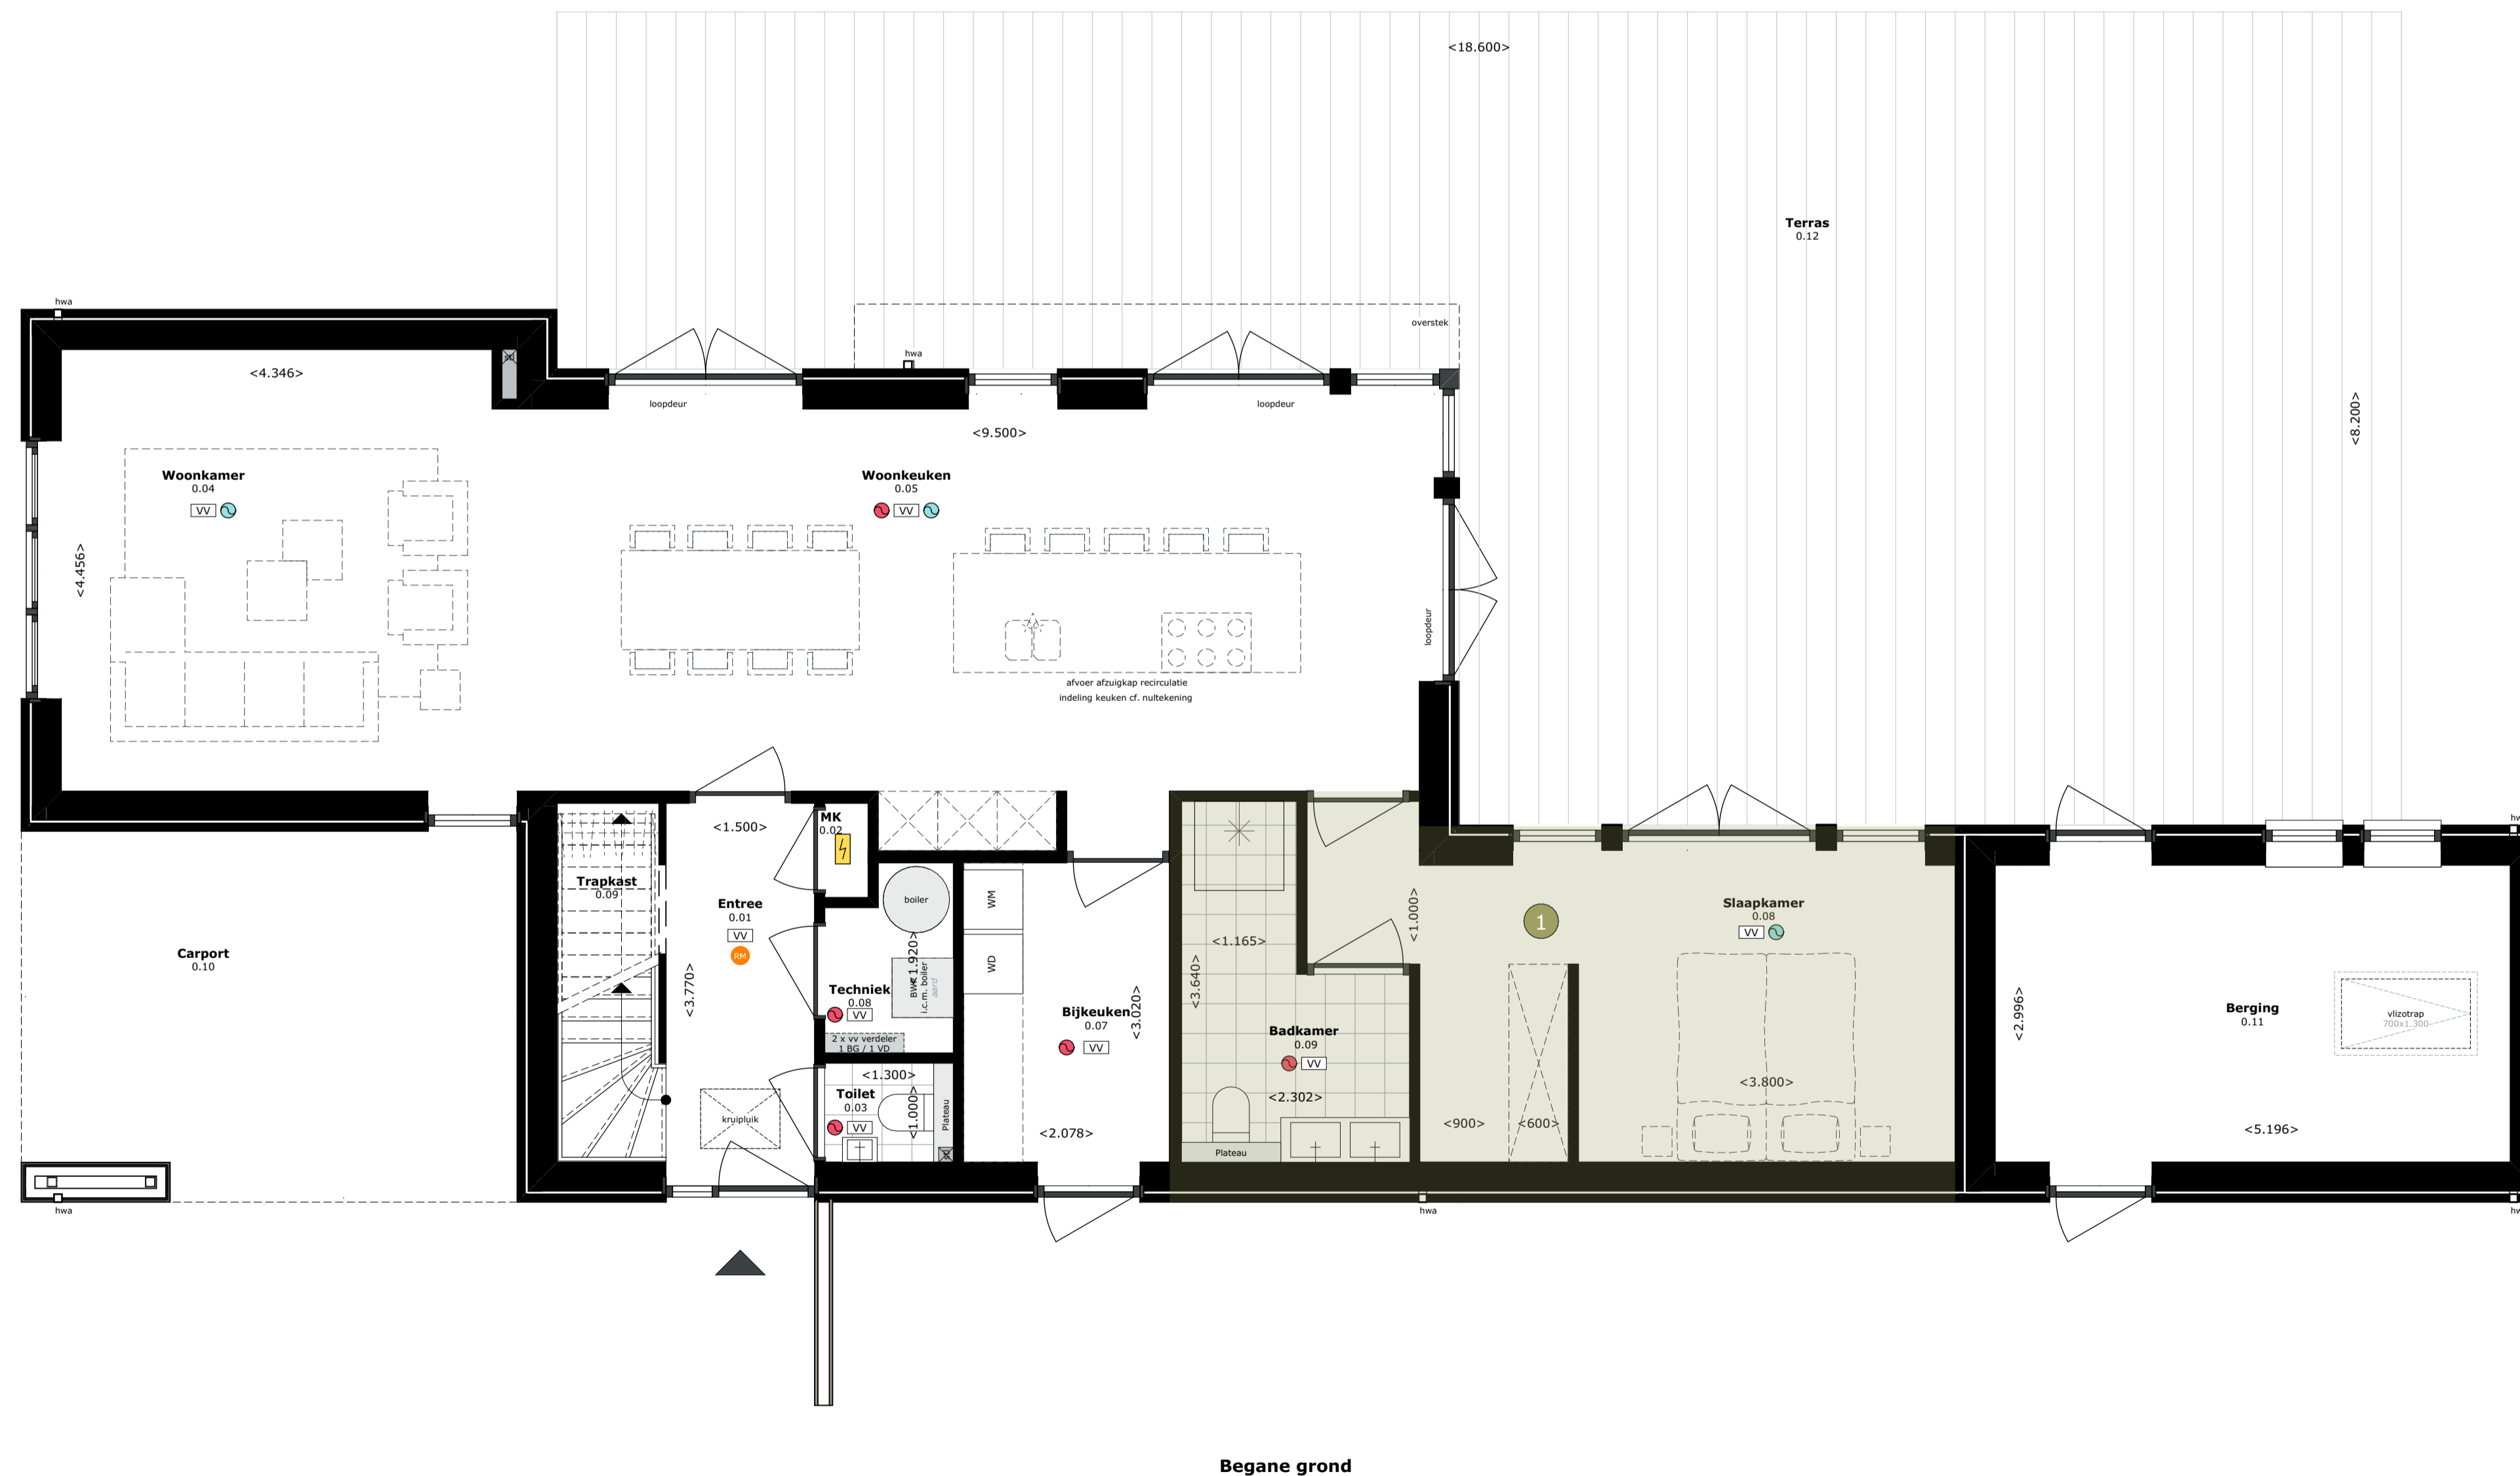 <18.600>
Terras
0.12
hwa
overstek
hwa
<4.346>
loopdeur
loopdeur
<9.500>
<8.200>
Woonkamer
0.04
VV
Woonkeuken
0.05
VV
<4.456>
loopdeur
afvoer afzuigkap recirculatie
indeling keuken cf. nultekening
<1.500>
MK
0.02
Trapkast
0.09
Entree
0.01
VV
RM
boiler
WM
WD
<1.920>
BWK
i.c.m. boiler
aard
Techniek
0.08
VV
2 x vv verdeler
1 BG / 1 VD
<3.770>
<1.300>
Toilet
0.03
VV
<1.000>
Plateau
kruipluik
Bijkeuken
0.07
VV
<3.020>
<2.078>
<1.165>
<3.640>
<1.000>
1
Badkamer
0.09
VV
<2.302>
Plateau
<900>
<600>
Slaapkamer
0.08
VV
<3.800>
<2.996>
Berging
0.11
vlizotrap
700x1.300
<5.196>
Carport
0.10
hwa
hwa
Begane grond